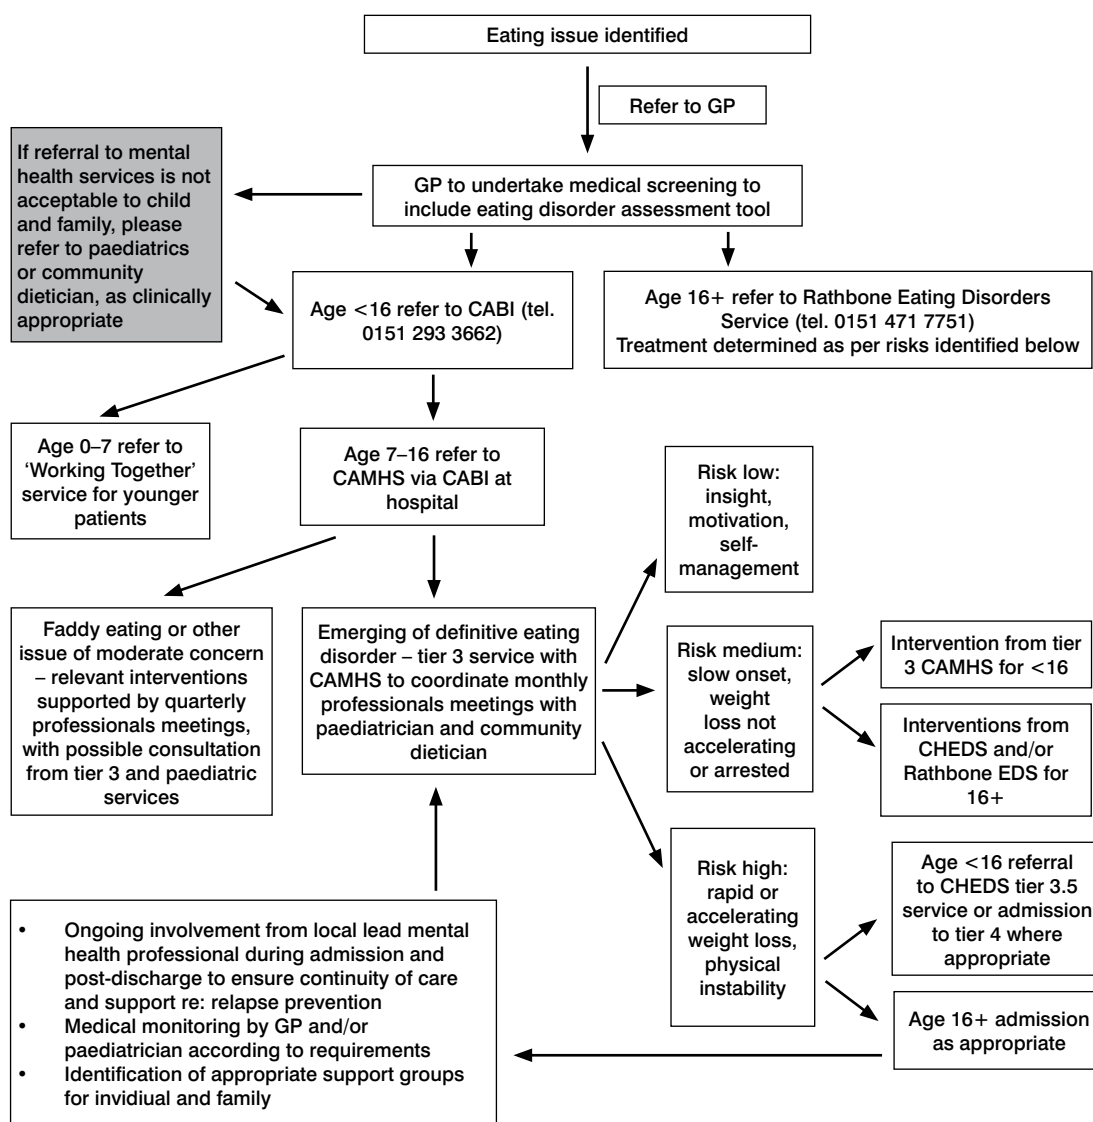 Eating issue identified
Refer to GP
If referral to mental
health services is not
acceptable to child
and family, please
refer to paediatrics
or community
dietician, as clinically
appropriate
GP to undertake medical screening to
include eating disorder assessment tool
Age <16 refer to CABI (tel.
0151 293 3662)
Age 16+ refer to Rathbone Eating Disorders
Service (tel. 0151 471 7751)
Treatment determined as per risks identified below
Age 0–7 refer to
‘Working Together’
service for younger
patients
Age 7–16 refer to
CAMHS via CABI at
hospital
Risk low:
insight,
motivation,
self-
management
Faddy eating or other
issue of moderate concern
– relevant interventions
supported by quarterly
professionals meetings,
with possible consultation
from tier 3 and paediatric
services
Emerging of definitive eating
disorder – tier 3 service with
CAMHS to coordinate monthly
professionals meetings with
paediatrician and community
dietician
Risk medium:
slow onset,
weight
loss not
accelerating
or arrested
Intervention from tier
3 CAMHS for <16
Interventions from
CHEDS and/or
Rathbone EDS for
16+
Risk high:
rapid or
accelerating
weight loss,
physical
instability
Age <16 referral
to CHEDS tier 3.5
service or admission
to tier 4 where
appropriate
Age 16+ admission
as appropriate
• Ongoing involvement from local lead mental
health professional during admission and
post-discharge to ensure continuity of care
and support re: relapse prevention
• Medical monitoring by GP and/or
paediatrician according to requirements
• Identification of appropriate support groups
for invidiual and family